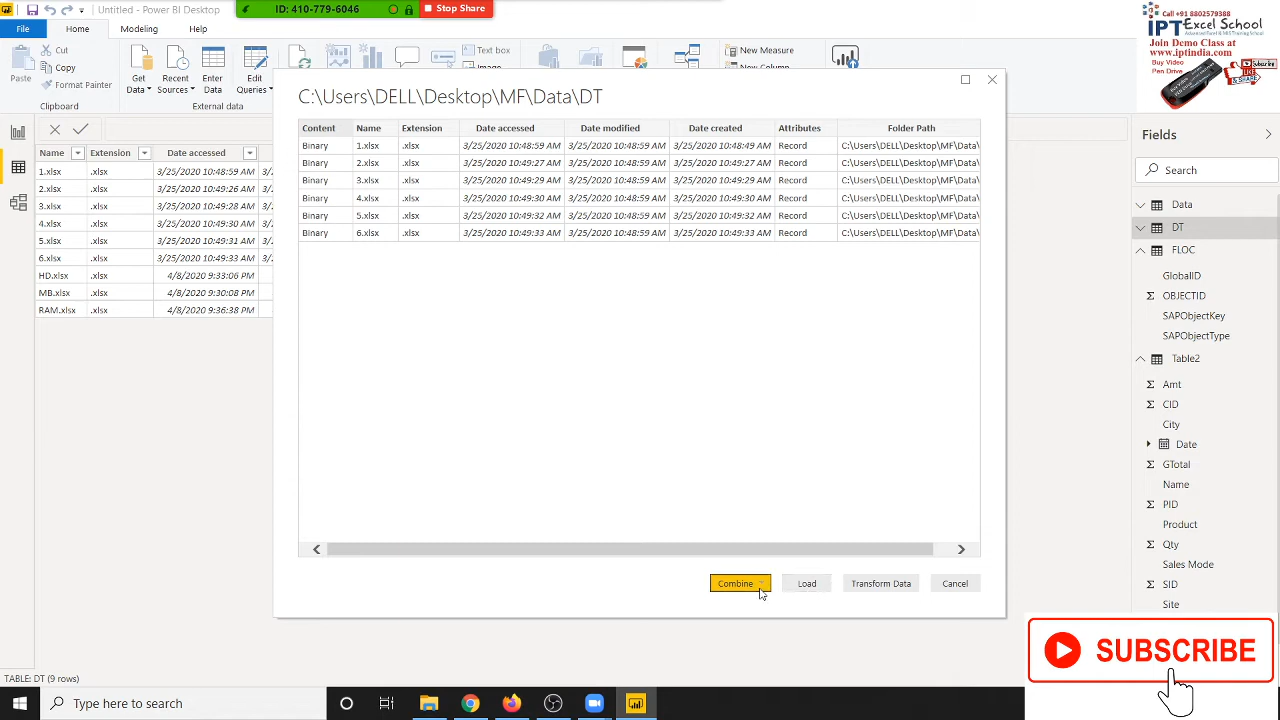 Untitled - Power BI Desktop
ID: 410-779-6046
Stop Share
File
Home
Modeling
Help
Paste
Cut
Copy
Format Painter
Clipboard
Get Data
Recent Sources
Enter Data
Edit Queries
External data
Text box
New Measure
New Column
Call +91 8802579388
IPT Excel School
Advanced Excel & MIS Training School
Join Demo Class at
www.iptindia.com
Buy Video
Pen Drive
Subscribe
& SHARE
C:\Users\DELL\Desktop\MF\Data\DT
Content Name Extension Date accessed Date modified Date created Attributes Folder Path
Binary 1.xlsx .xlsx 3/25/2020 10:48:59 AM 3/25/2020 10:48:59 AM 3/25/2020 10:48:49 AM Record C:\Users\DELL\Desktop\MF\Data\
Binary 2.xlsx .xlsx 3/25/2020 10:49:27 AM 3/25/2020 10:48:59 AM 3/25/2020 10:49:27 AM Record C:\Users\DELL\Desktop\MF\Data\
Binary 3.xlsx .xlsx 3/25/2020 10:49:29 AM 3/25/2020 10:48:59 AM 3/25/2020 10:49:29 AM Record C:\Users\DELL\Desktop\MF\Data\
Binary 4.xlsx .xlsx 3/25/2020 10:49:30 AM 3/25/2020 10:48:59 AM 3/25/2020 10:49:30 AM Record C:\Users\DELL\Desktop\MF\Data\
Binary 5.xlsx .xlsx 3/25/2020 10:49:32 AM 3/25/2020 10:49:32 AM 3/25/2020 10:49:32 AM Record C:\Users\DELL\Desktop\MF\Data\
Binary 6.xlsx .xlsx 3/25/2020 10:49:33 AM 3/25/2020 10:49:33 AM 3/25/2020 10:49:33 AM Record C:\Users\DELL\Desktop\MF\Data\
Combine
Load
Transform Data
Cancel
Name Extension Date accessed
1.xlsx .xlsx 3/25/2020 10:48:59 AM
2.xlsx .xlsx 3/25/2020 10:49:26 AM
3.xlsx .xlsx 3/25/2020 10:49:28 AM
4.xlsx .xlsx 3/25/2020 10:49:30 AM
5.xlsx .xlsx 3/25/2020 10:49:31 AM
6.xlsx .xlsx 3/25/2020 10:49:33 AM
HD.xlsx .xlsx 4/8/2020 9:33:06 PM
MB.xlsx .xlsx 4/8/2020 9:30:08 PM
RAM.xlsx .xlsx 4/8/2020 9:36:38 PM
Fields
Search
Data
DT
FLOC
GlobalID
OBJECTID
SAPObjectKey
SAPObjectType
Table2
Amt
CID
City
Date
GTotal
Name
PID
Product
Qty
Sales Mode
SID
Site
SUBSCRIBE
TABLE: DT (9 rows)
Type here to search